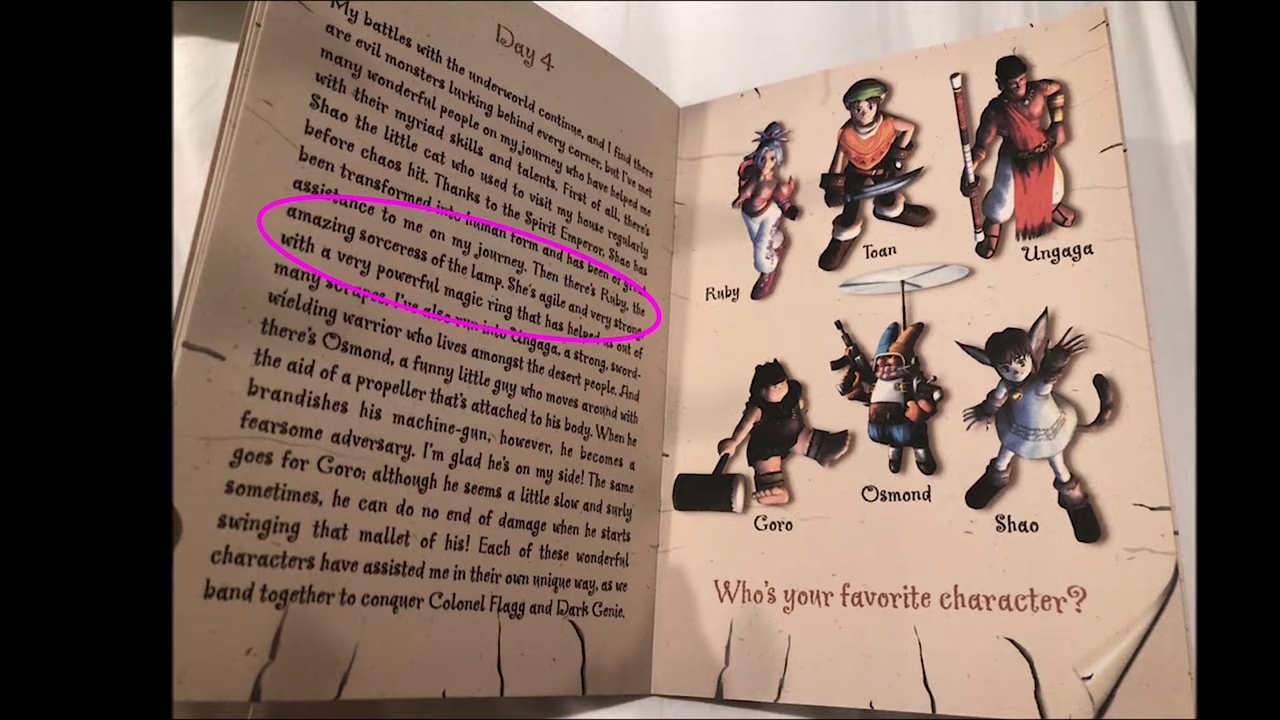 Day 4
My battles with the underworld continue, and I find there
are evil monsters lurking behind every corner, but I've met
many wonderful people on my journey who have helped me
with their myriad skills and talents. First of all, there's
Shao the little cat who used to visit my house regularly
before chaos hit. Thanks to the Spirit Emperor, Shao has
been transformed into human form and has been of great
assistance to me on my journey. Then there's Ruby, the
amazing sorceress of the lamp. She's agile and very strong,
with a very powerful magic ring that has helped us out of
many scrapes. I've also run into Ungaga, a strong, sword-
wielding warrior who lives amongst the desert people. And
there's Osmond, a funny little guy who moves around with
the aid of a propeller that's attached to his body. When he
brandishes his machine-gun, however, he becomes a
fearsome adversary. I'm glad he's on my side! The same
goes for Goro; although he seems a little slow and surly
sometimes, he can do no end of damage when he starts
swinging that mallet of his! Each of these wonderful
characters have assisted me in their own unique way, as we
band together to conquer Colonel Flagg and Dark Genie.
Ruby
Toan
Ungaga
Goro
Osmond
Shao
Who's your favorite character?